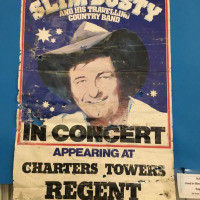 SLIM DUSTY
AND HIS TRAVELLING
COUNTRY BAND
IN CONCERT
APPEARING AT
CHARTERS TOWERS
REGENT